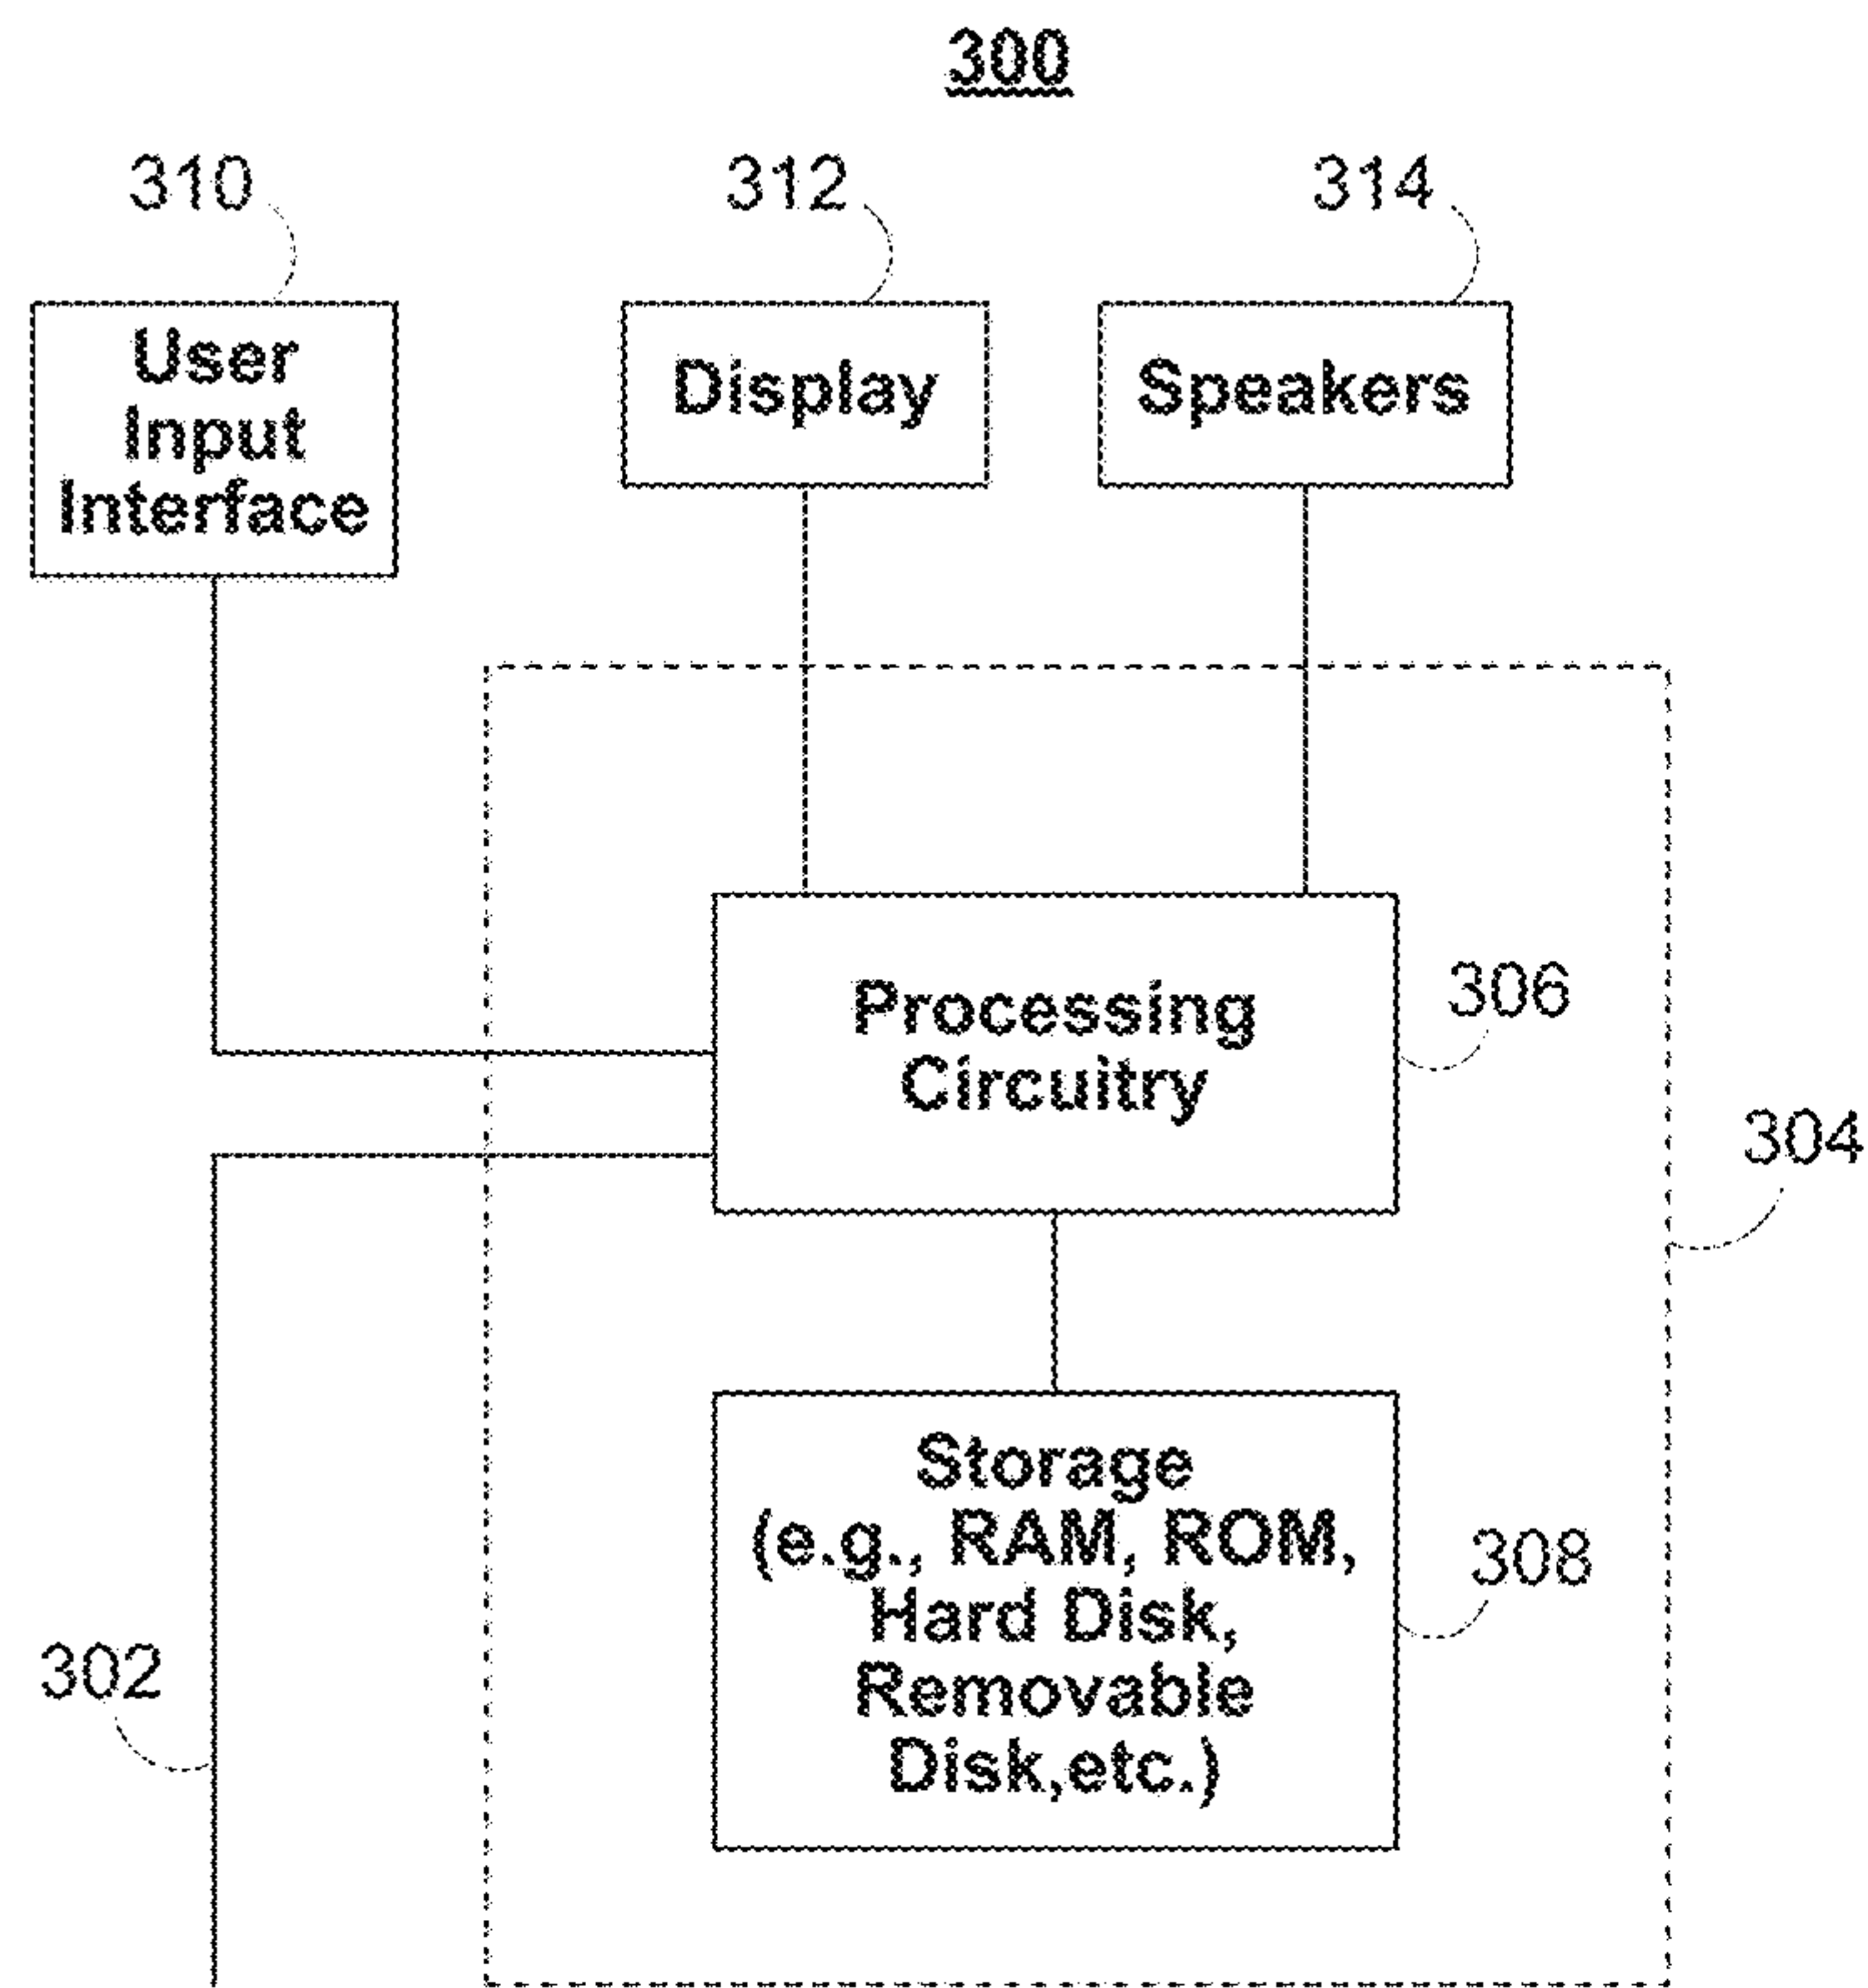 300
310
312
314
User
Input
Interface
Display
Speakers
Processing
Circuitry
306
304
Storage
(e.g., RAM, ROM,
Hard Disk,
Removable
Disk,etc.)
308
302